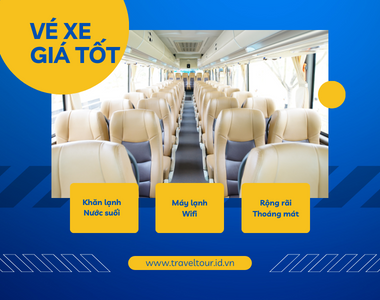 VÉ XE
GIÁ TỐT
Khăn lạnh
Nước suối
Máy lạnh
Wifi
Rộng rãi
Thoáng mát
www.traveltour.id.vn